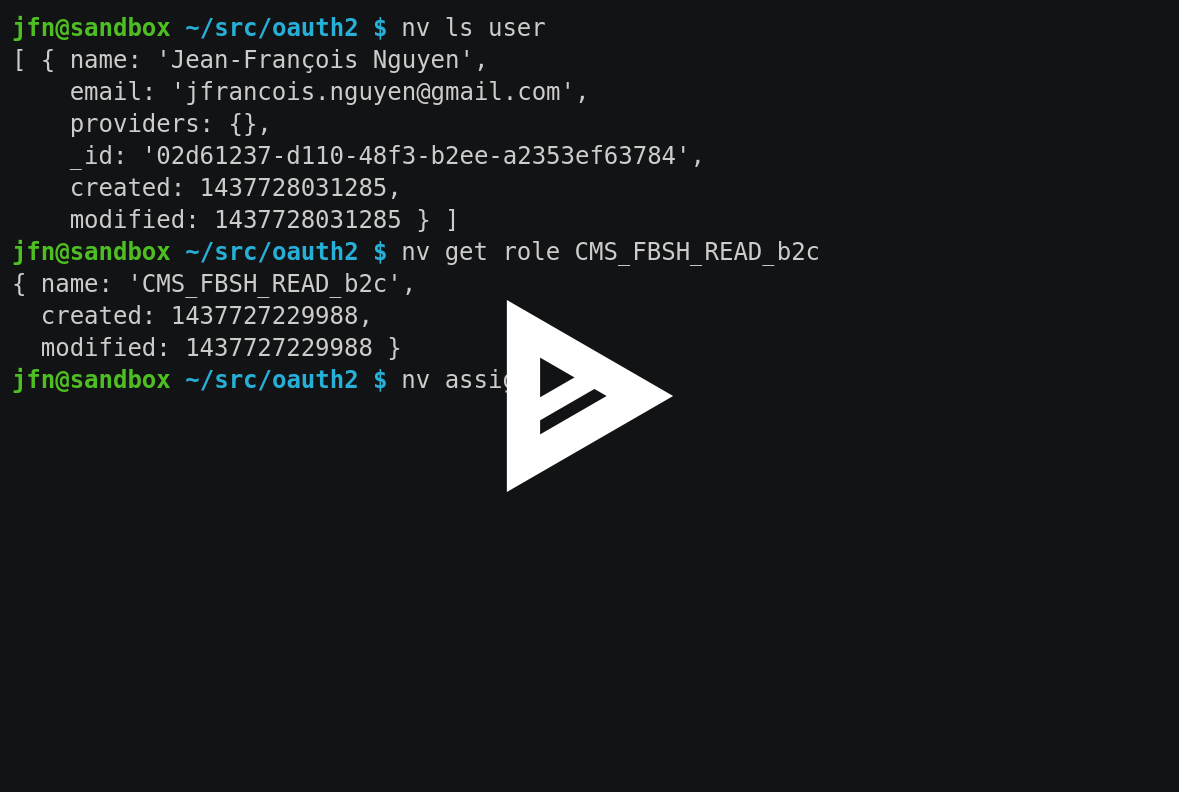 jfn@sandbox ~/src/oauth2 $ nv ls user
[ { name: 'Jean-François Nguyen',
    email: 'jfrancois.nguyen@gmail.com',
    providers: {},
    _id: '02d61237-d110-48f3-b2ee-a2353ef63784',
    created: 1437728031285,
    modified: 1437728031285 } ]
jfn@sandbox ~/src/oauth2 $ nv get role CMS_FBSH_READ_b2c
{ name: 'CMS_FBSH_READ_b2c',
  created: 1437727229988,
  modified: 1437727229988 }
jfn@sandbox ~/src/oauth2 $ nv